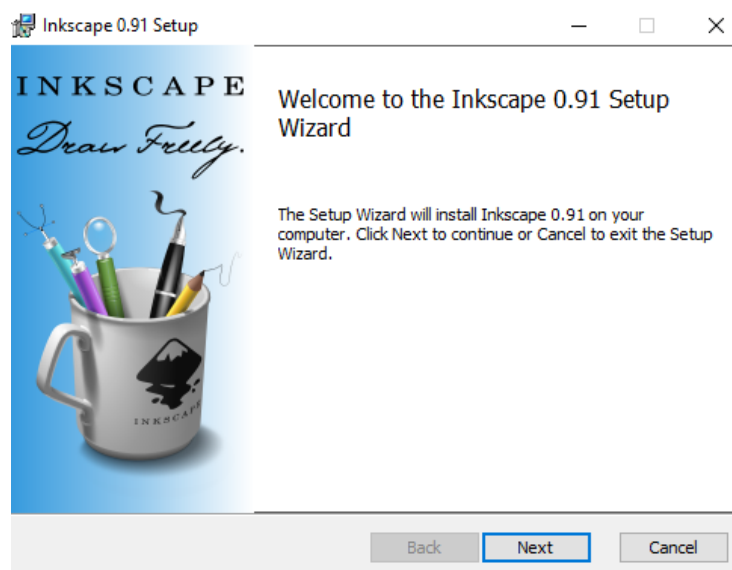 Inkscape 0.91 Setup
INKSCAPE
Draw Freely.
INKSCAPE
Welcome to the Inkscape 0.91 Setup
Wizard
The Setup Wizard will install Inkscape 0.91 on your
computer. Click Next to continue or Cancel to exit the Setup
Wizard.
Back
Next
Cancel